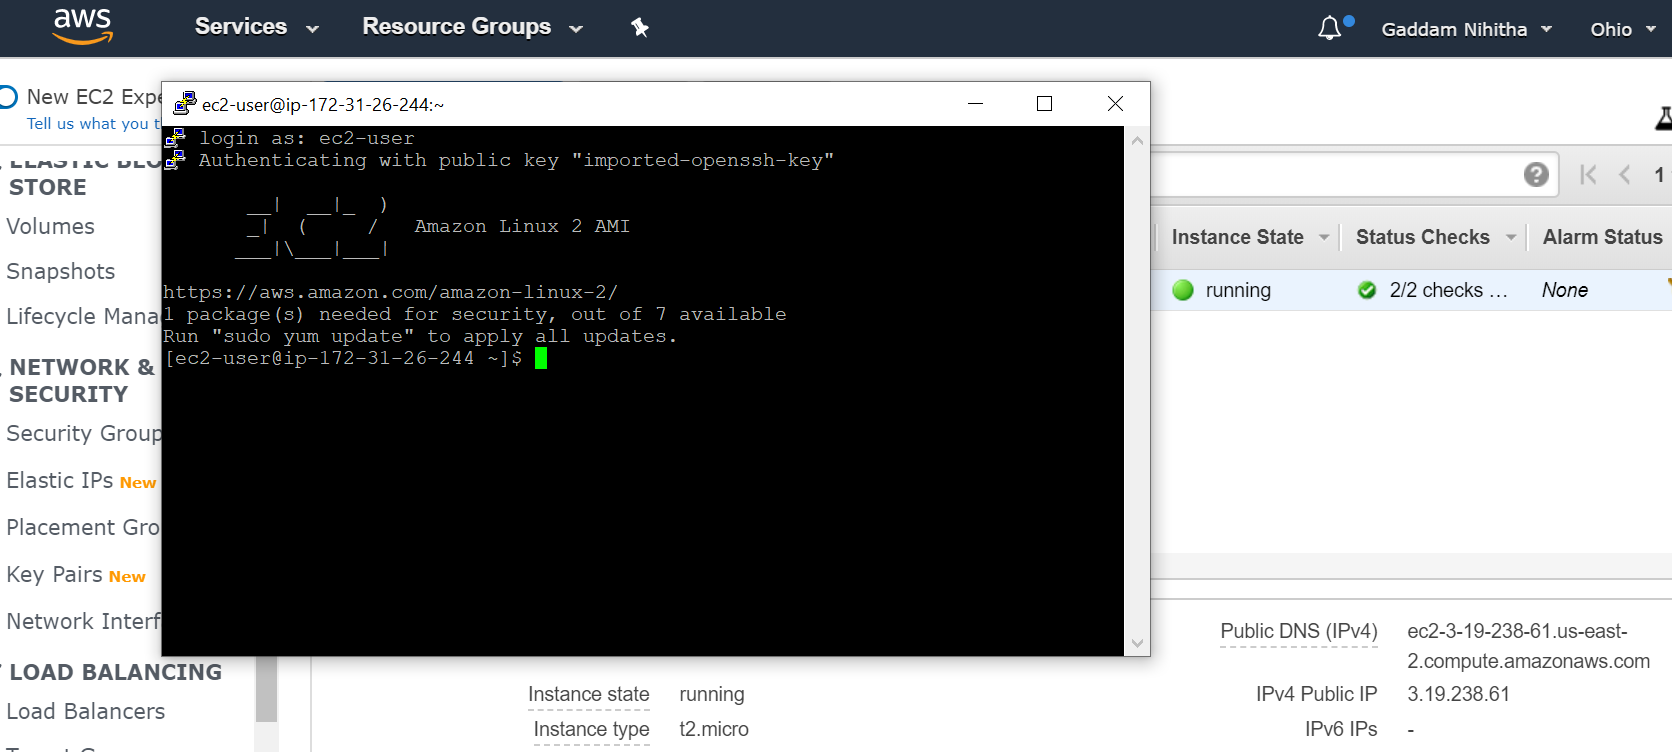 aws
Services
Resource Groups
Gaddam Nihitha
Ohio
New EC2 Expe
Tell us what you t
STORE
Volumes
Snapshots
Lifecycle Mana
NETWORK &
SECURITY
Security Group
Elastic IPs New
Placement Gro
Key Pairs New
Network Interf
LOAD BALANCING
Load Balancers
ec2-user@ip-172-31-26-244:~
login as: ec2-user
Authenticating with public key "imported-openssh-key"
__|  __|_  )
_|  (     /   Amazon Linux 2 AMI
___|\___|___|
https://aws.amazon.com/amazon-linux-2/
1 package(s) needed for security, out of 7 available
Run "sudo yum update" to apply all updates.
[ec2-user@ip-172-31-26-244 ~]$
?
1
Instance State
Status Checks
Alarm Status
running
2/2 checks ...
None
Instance state running
Instance type t2.micro
Public DNS (IPv4) ec2-3-19-238-61.us-east-
2.compute.amazonaws.com
IPv4 Public IP 3.19.238.61
IPv6 IPs -